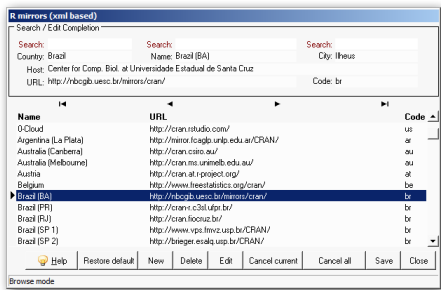 R mirrors (xml based)
Search / Edit Completion
Search: Search: Search:
Country: Brazil Name: Brazil (BA) City: Ilheus
Host: Center for Comp. Biol. at Universidade Estadual de Santa Cruz
URL: http://nbcgib.uesc.br/mirrors/cran/ Code: br
Name URL Code
0-Cloud http://cran.rstudio.com/ us
Argentina (La Plata) http://mirror.fcaglp.unlp.edu.ar/CRAN/ ar
Australia (Canberra) http://cran.csiro.au/ au
Australia (Melbourne) http://cran.ms.unimelb.edu.au/ au
Austria http://cran.at.r-project.org/ at
Belgium http://www.freestatistics.org/cran/ be
Brazil (BA) http://nbcgib.uesc.br/mirrors/cran/ br
Brazil (PR) http://cran-r.c3sl.ufpr.br/ br
Brazil (RJ) http://cran.fiocruz.br/ br
Brazil (SP 1) http://www.vps.fmvz.usp.br/CRAN/ br
Brazil (SP 2) http://brieger.esalq.usp.br/CRAN/ br
Help Restore default New Delete Edit Cancel current Cancel all Save Close
Browse mode